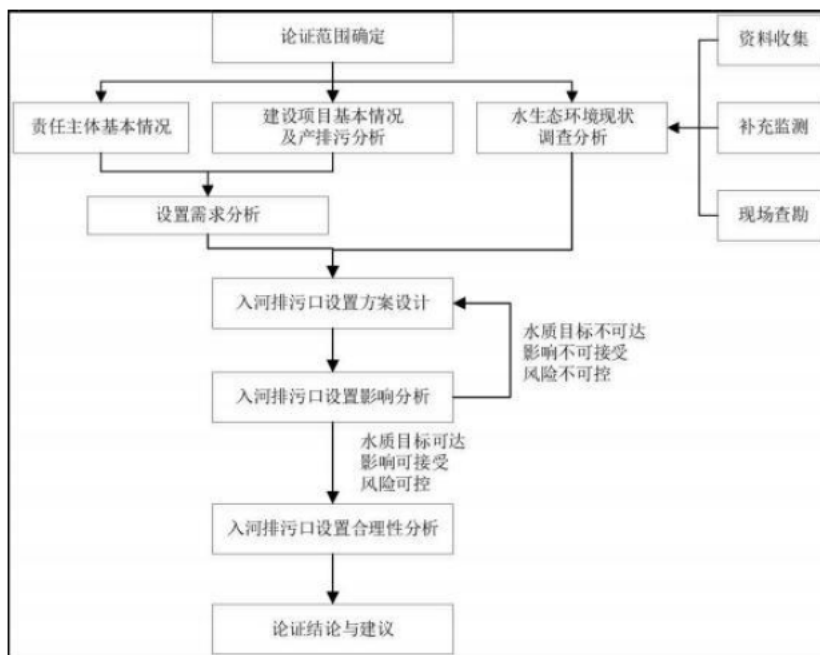 论证范围确定
资料收集
责任主体基本情况
建设项目基本情况
及产排污分析
水生态环境现状
调查分析
补充监测
设置需求分析
现场查勘
入河排污口设置方案设计
水质目标不可达
影响不可接受
风险不可控
入河排污口设置影响分析
水质目标可达
影响可接受
风险可控
入河排污口设置合理性分析
论证结论与建议